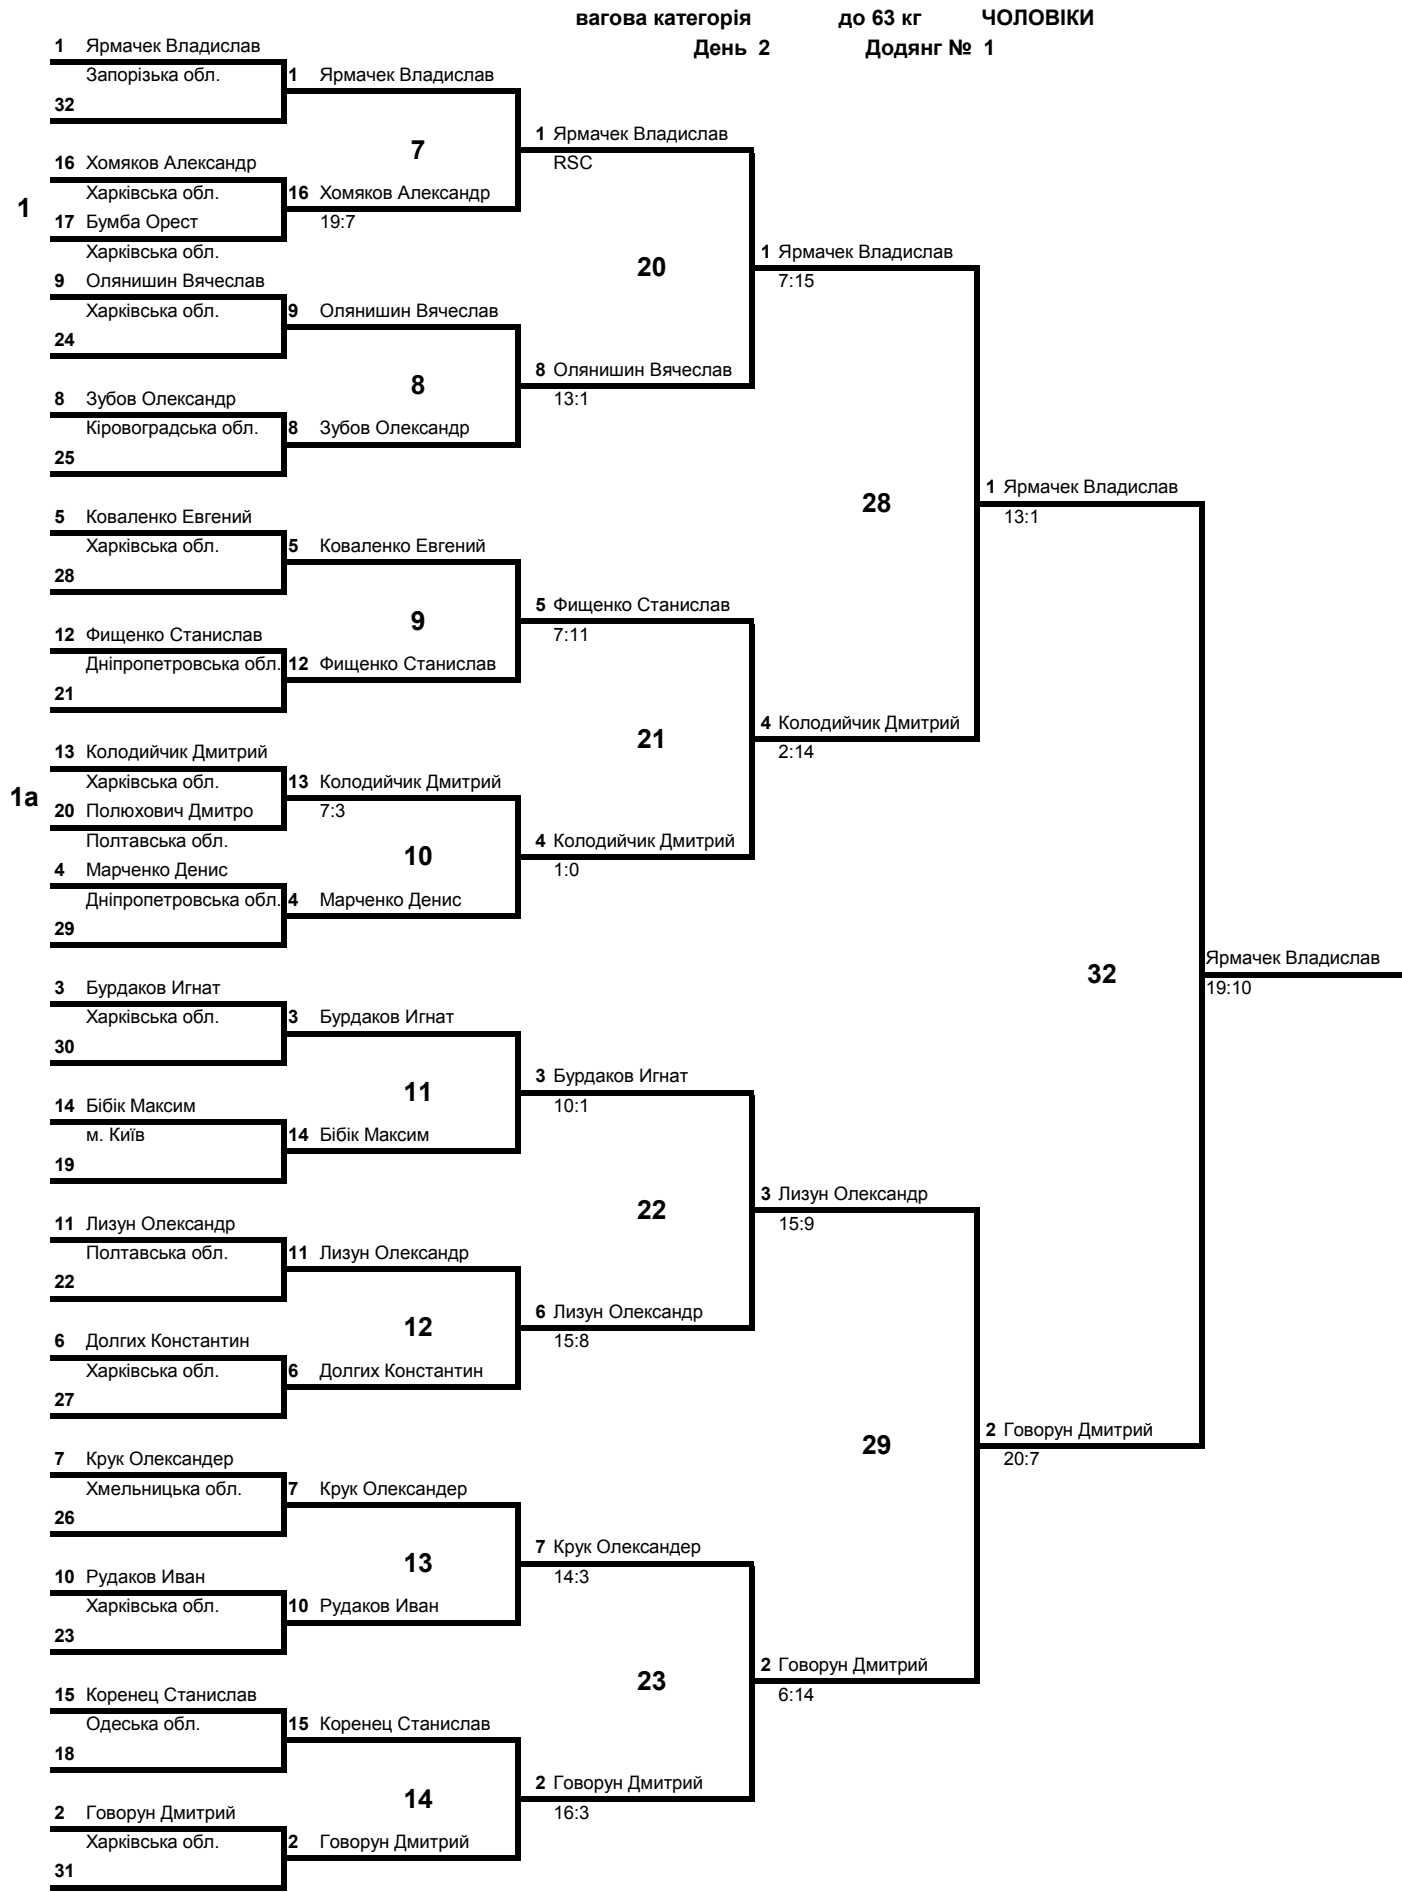 вагова категорія до 63 кг ЧОЛОВІКИ
День 2 Додянг № 1
1 Ярмачек Владислав
Запорізька обл.
32
1
16 Хомяков Александр
Харківська обл.
17 Бумба Орест
Харківська обл.
9 Олянишин Вячеслав
Харківська обл.
24
8 Зубов Олександр
Кіровоградська обл.
25
5 Коваленко Евгений
Харківська обл.
28
12 Фищенко Станислав
Дніпропетровська обл.
21
1а
13 Колодийчик Дмитрий
Харківська обл.
20 Полюхович Дмитро
Полтавська обл.
4 Марченко Денис
Дніпропетровська обл.
29
3 Бурдаков Игнат
Харківська обл.
30
14 Бібік Максим
м. Київ
19
11 Лизун Олександр
Полтавська обл.
22
6 Долгих Константин
Харківська обл.
27
7 Крук Олександер
Хмельницька обл.
26
10 Рудаков Иван
Харківська обл.
23
15 Коренец Станислав
Одеська обл.
18
2 Говорун Дмитрий
Харківська обл.
31
1 Ярмачек Владислав
7
16 Хомяков Александр
19:7
9 Олянишин Вячеслав
8
8 Зубов Олександр
5 Коваленко Евгений
9
12 Фищенко Станислав
13 Колодийчик Дмитрий
7:3
10
4 Марченко Денис
3 Бурдаков Игнат
11
14 Бібік Максим
11 Лизун Олександр
12
6 Долгих Константин
7 Крук Олександер
13
10 Рудаков Иван
15 Коренец Станислав
14
2 Говорун Дмитрий
1 Ярмачек Владислав
RSC
20
8 Олянишин Вячеслав
13:1
5 Фищенко Станислав
7:11
21
4 Колодийчик Дмитрий
1:0
3 Бурдаков Игнат
10:1
22
6 Лизун Олександр
15:8
7 Крук Олександер
14:3
23
2 Говорун Дмитрий
16:3
1 Ярмачек Владислав
7:15
28
4 Колодийчик Дмитрий
2:14
3 Лизун Олександр
15:9
29
2 Говорун Дмитрий
6:14
1 Ярмачек Владислав
13:1
32
2 Говорун Дмитрий
20:7
Ярмачек Владислав
19:10